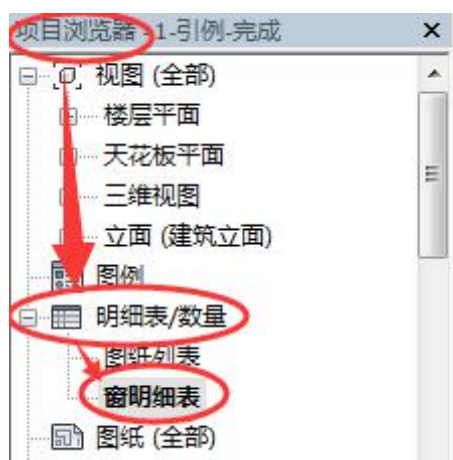 项目浏览器 - 1-引例-完成
视图 (全部)
楼层平面
天花板平面
三维视图
立面 (建筑立面)
图例
明细表/数量
图纸列表
窗明细表
图纸 (全部)